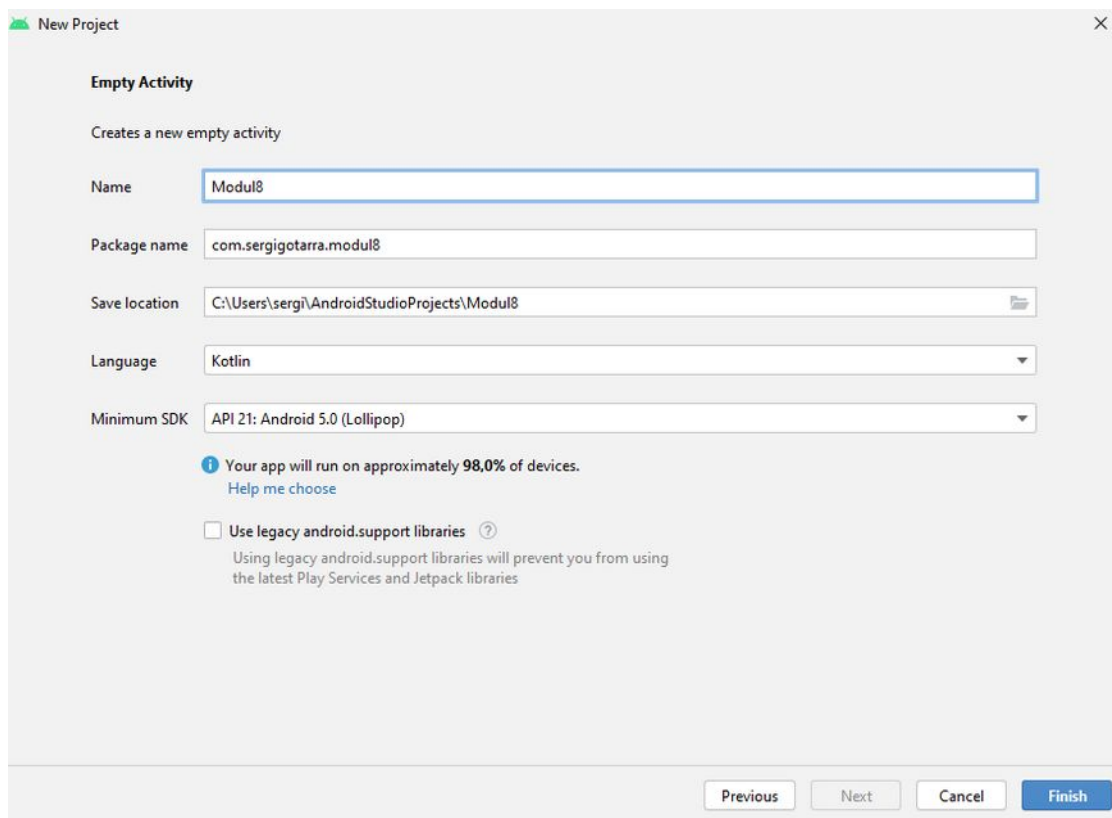 New Project
Empty Activity
Creates a new empty activity
Name Modul8
Package name com.sergigotarra.modul8
Save location C:\Users\sergi\AndroidStudioProjects\Modul8
Language Kotlin
Minimum SDK API 21: Android 5.0 (Lollipop)
Your app will run on approximately 98,0% of devices.
Help me choose
Use legacy android.support libraries ?
Using legacy android.support libraries will prevent you from using
the latest Play Services and Jetpack libraries
Previous Next Cancel Finish